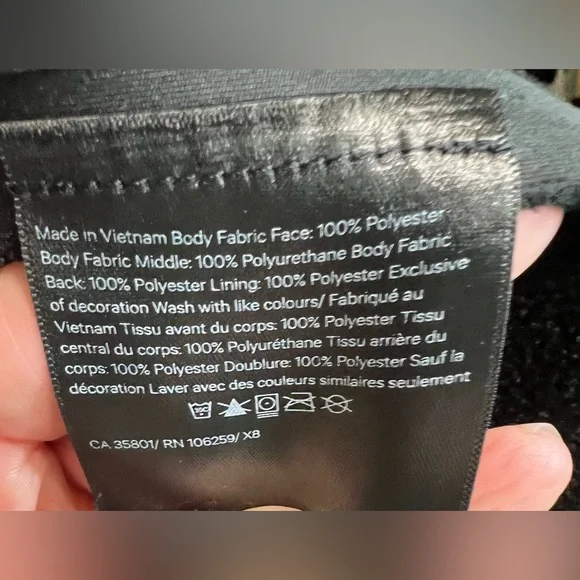 Made in Vietnam Body Fabric Face: 100% Polyester
Body Fabric Middle: 100% Polyurethane Body Fabric
Back: 100% Polyester Lining: 100% Polyester Exclusive
of decoration Wash with like colours/ Fabriqué au
Vietnam Tissu avant du corps: 100% Polyester Tissu
central du corps: 100% Polyuréthane Tissu arrière du
corps: 100% Polyester Doublure: 100% Polyester Sauf la
décoration Laver avec des couleurs similaires seulement
CA 35801/ RN 106259/ X8